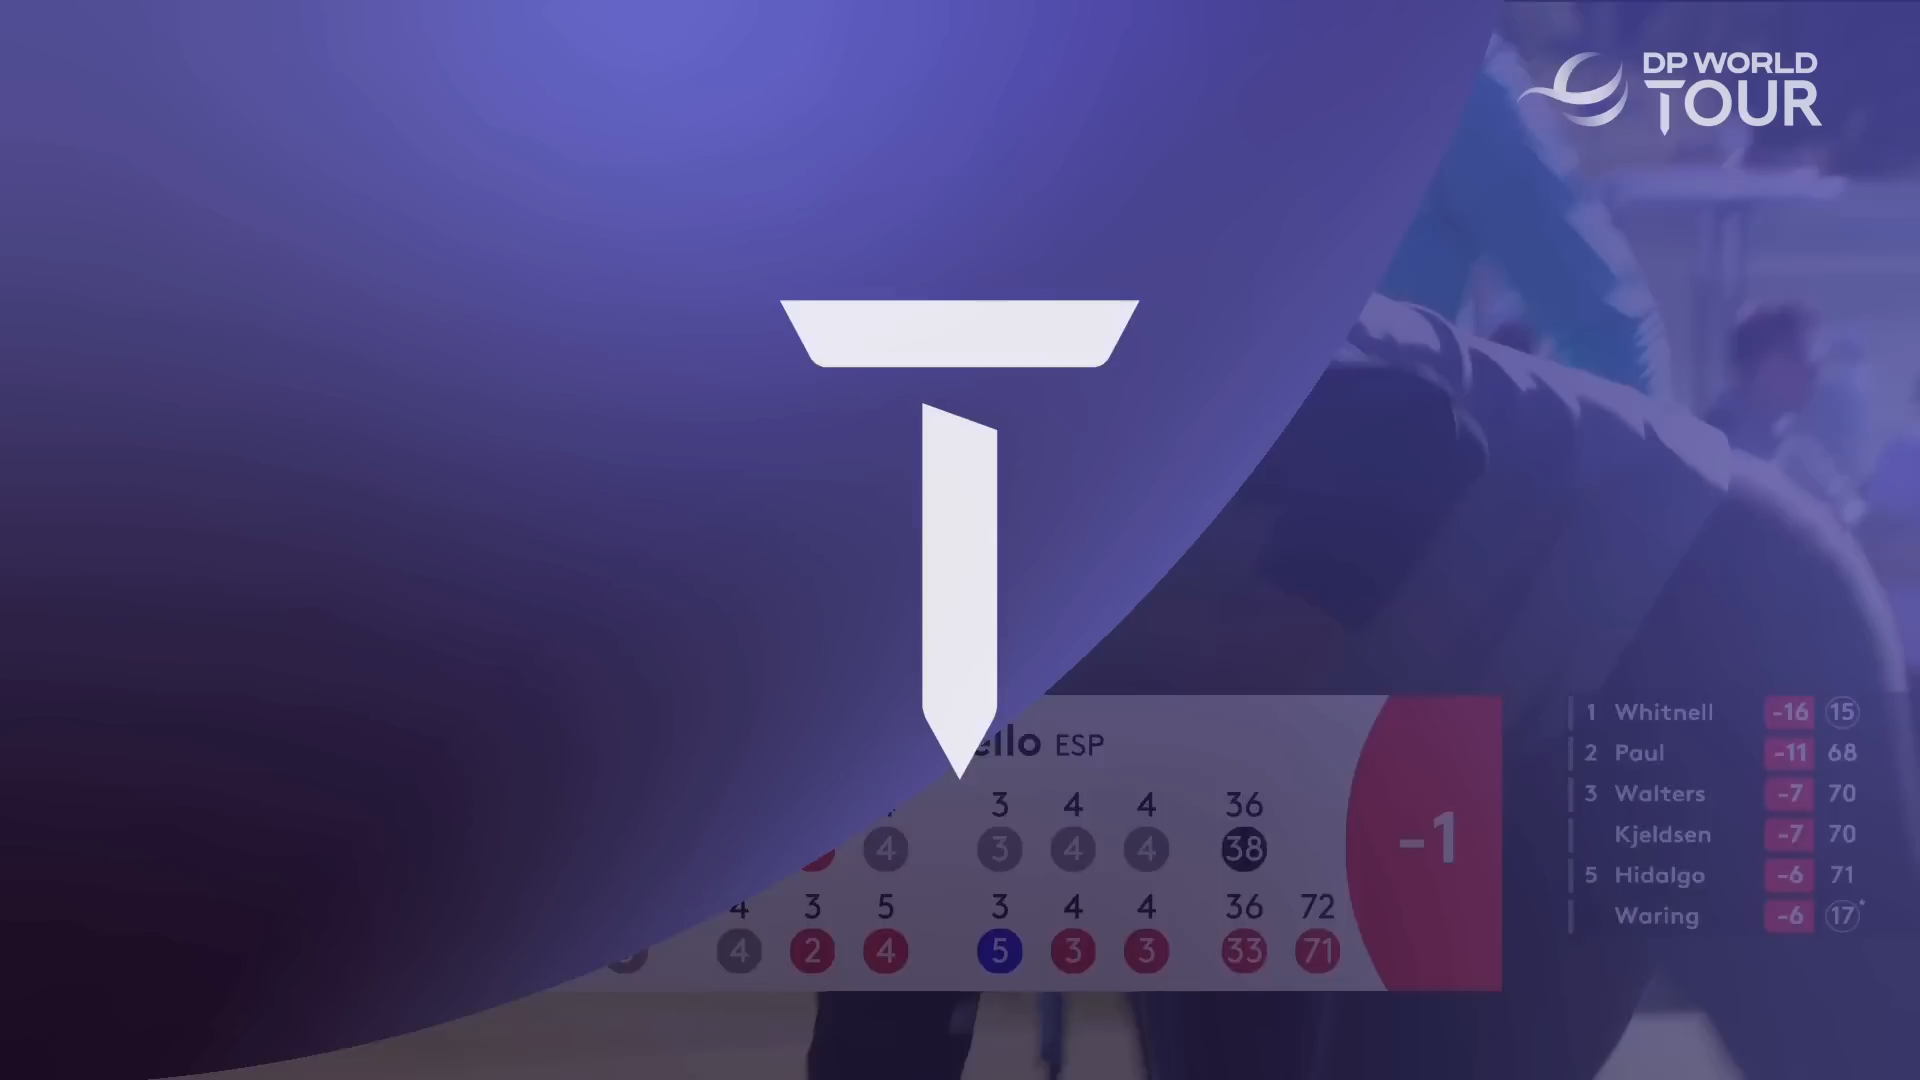 DP WORLD
TOUR
ESP
3 4 4 36
4 3 4 4 38
4 3 5 3 4 4 36 72
4 2 4 5 3 3 33 71
-1
1 Whitnell -16 15
2 Paul -11 68
3 Walters -7 70
Kjeldsen -7 70
5 Hidalgo -6 71
Waring -6 17*